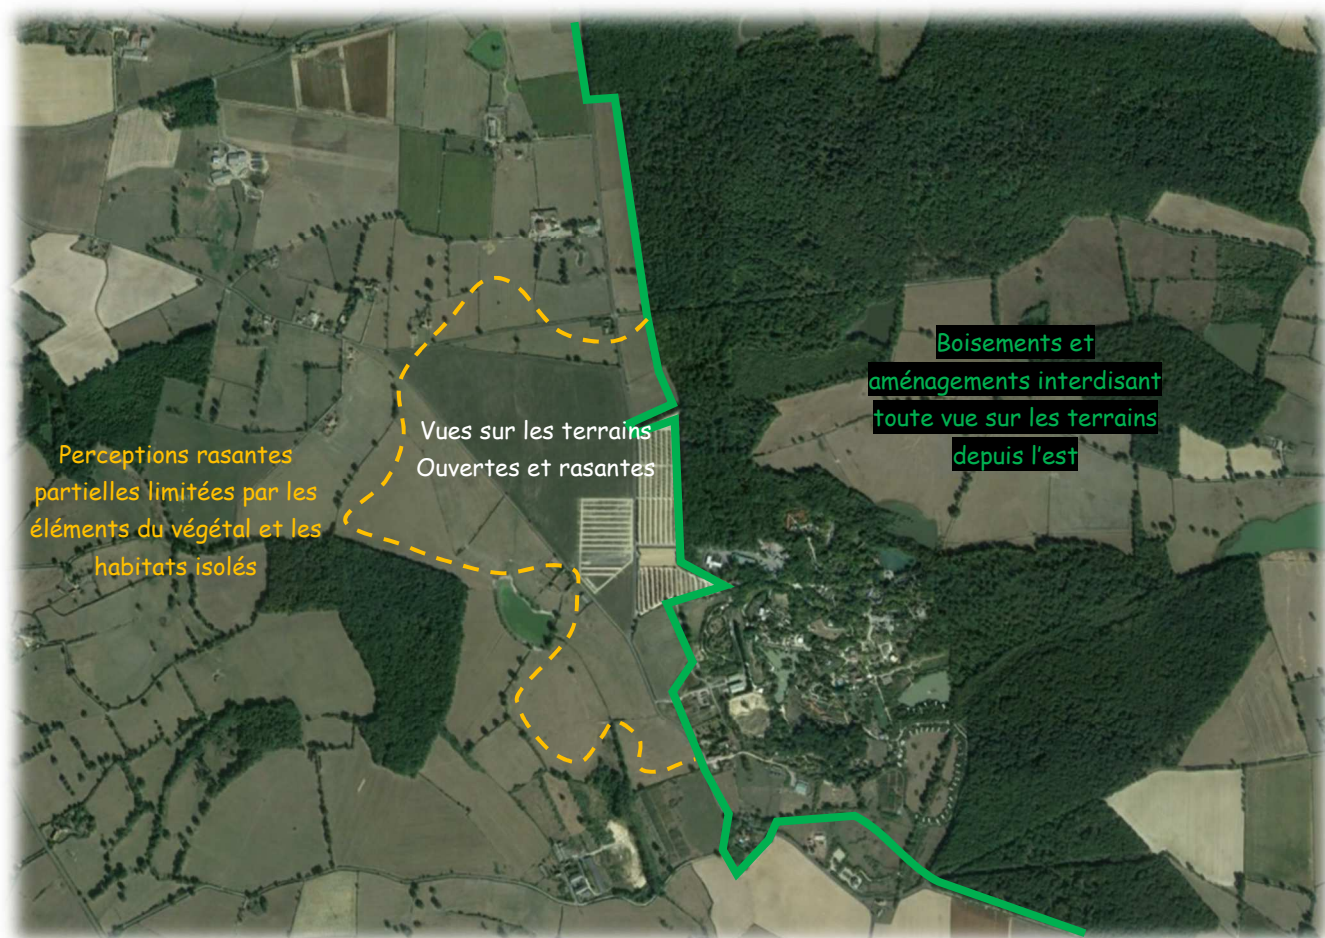 Perceptions rasantes
partielles limitées par les
éléments du végétal et les
habitats isolés
Vues sur les terrains
Ouvertes et rasantes
Boisements et
aménagements interdisant
toute vue sur les terrains
depuis l'est